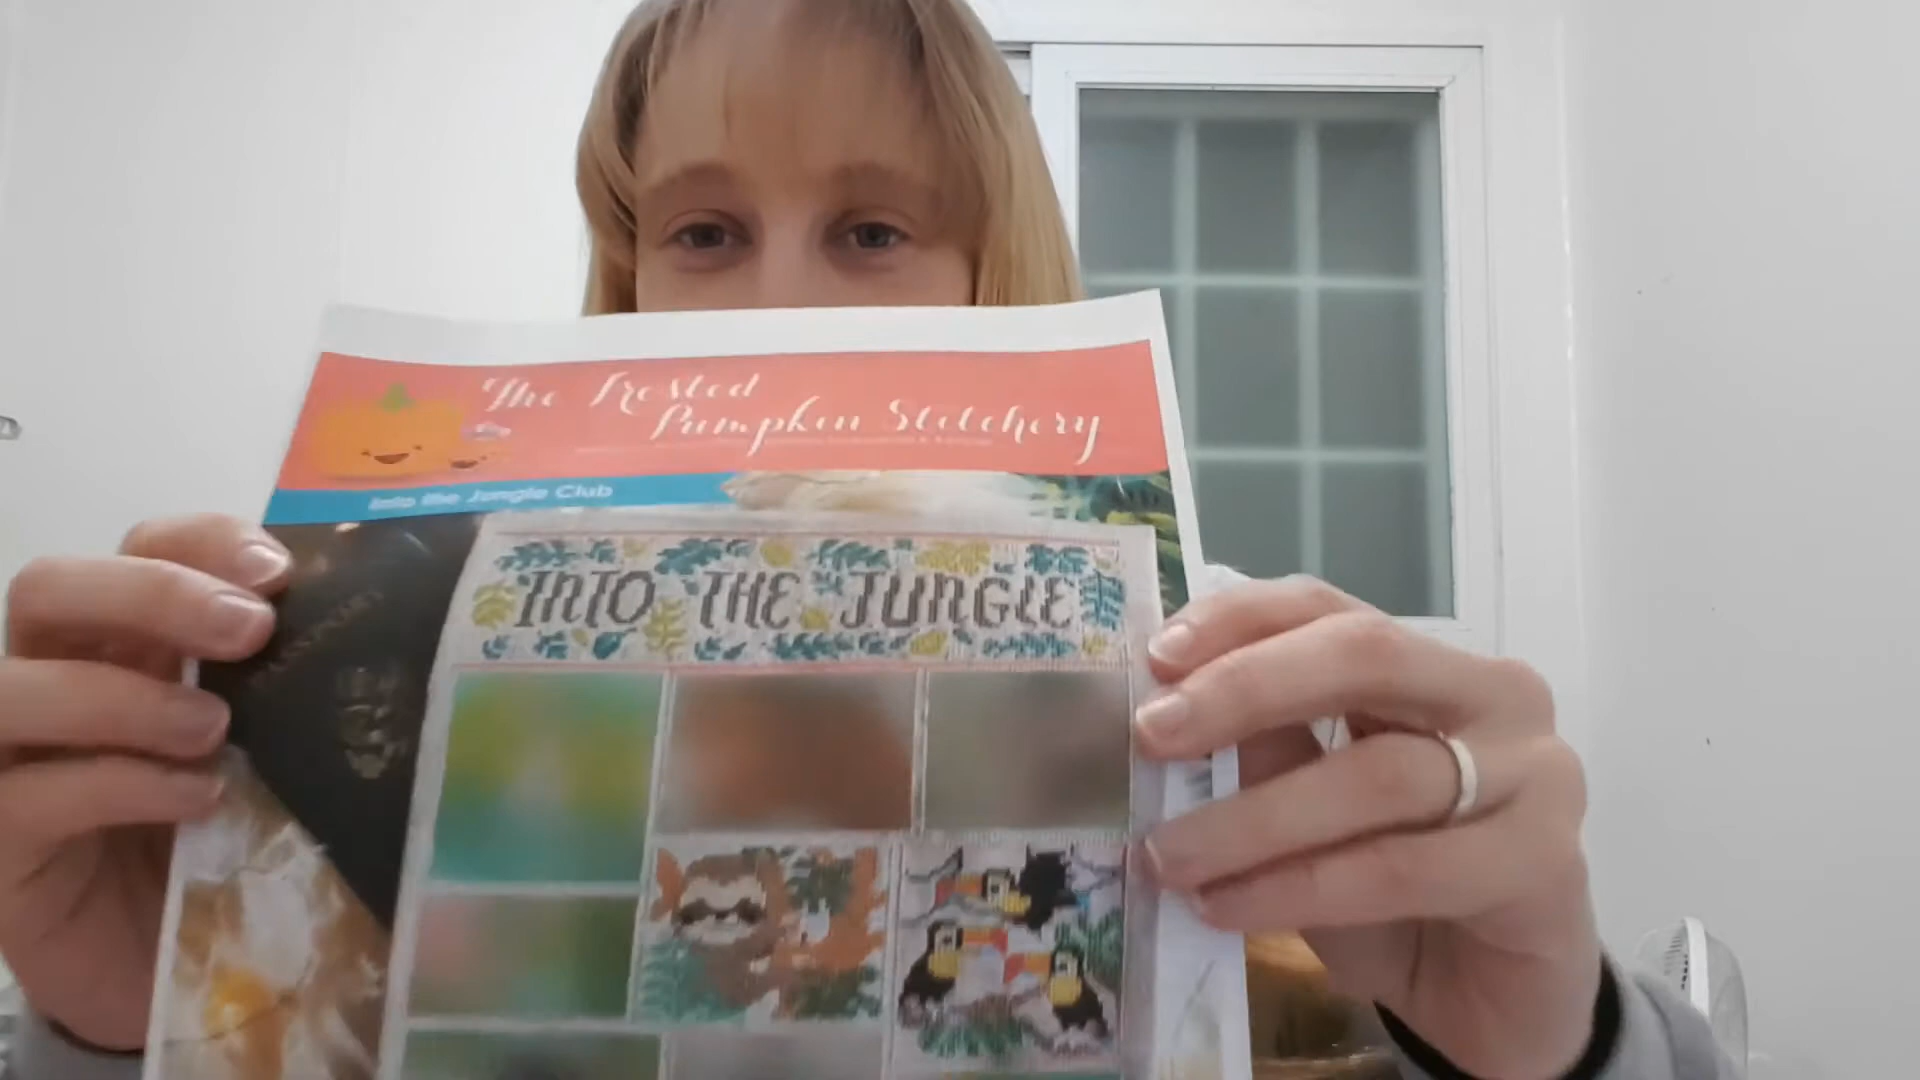 The Frosted
Pumpkin Stitchery
Into the Jungle Club
INTO THE JUNGLE